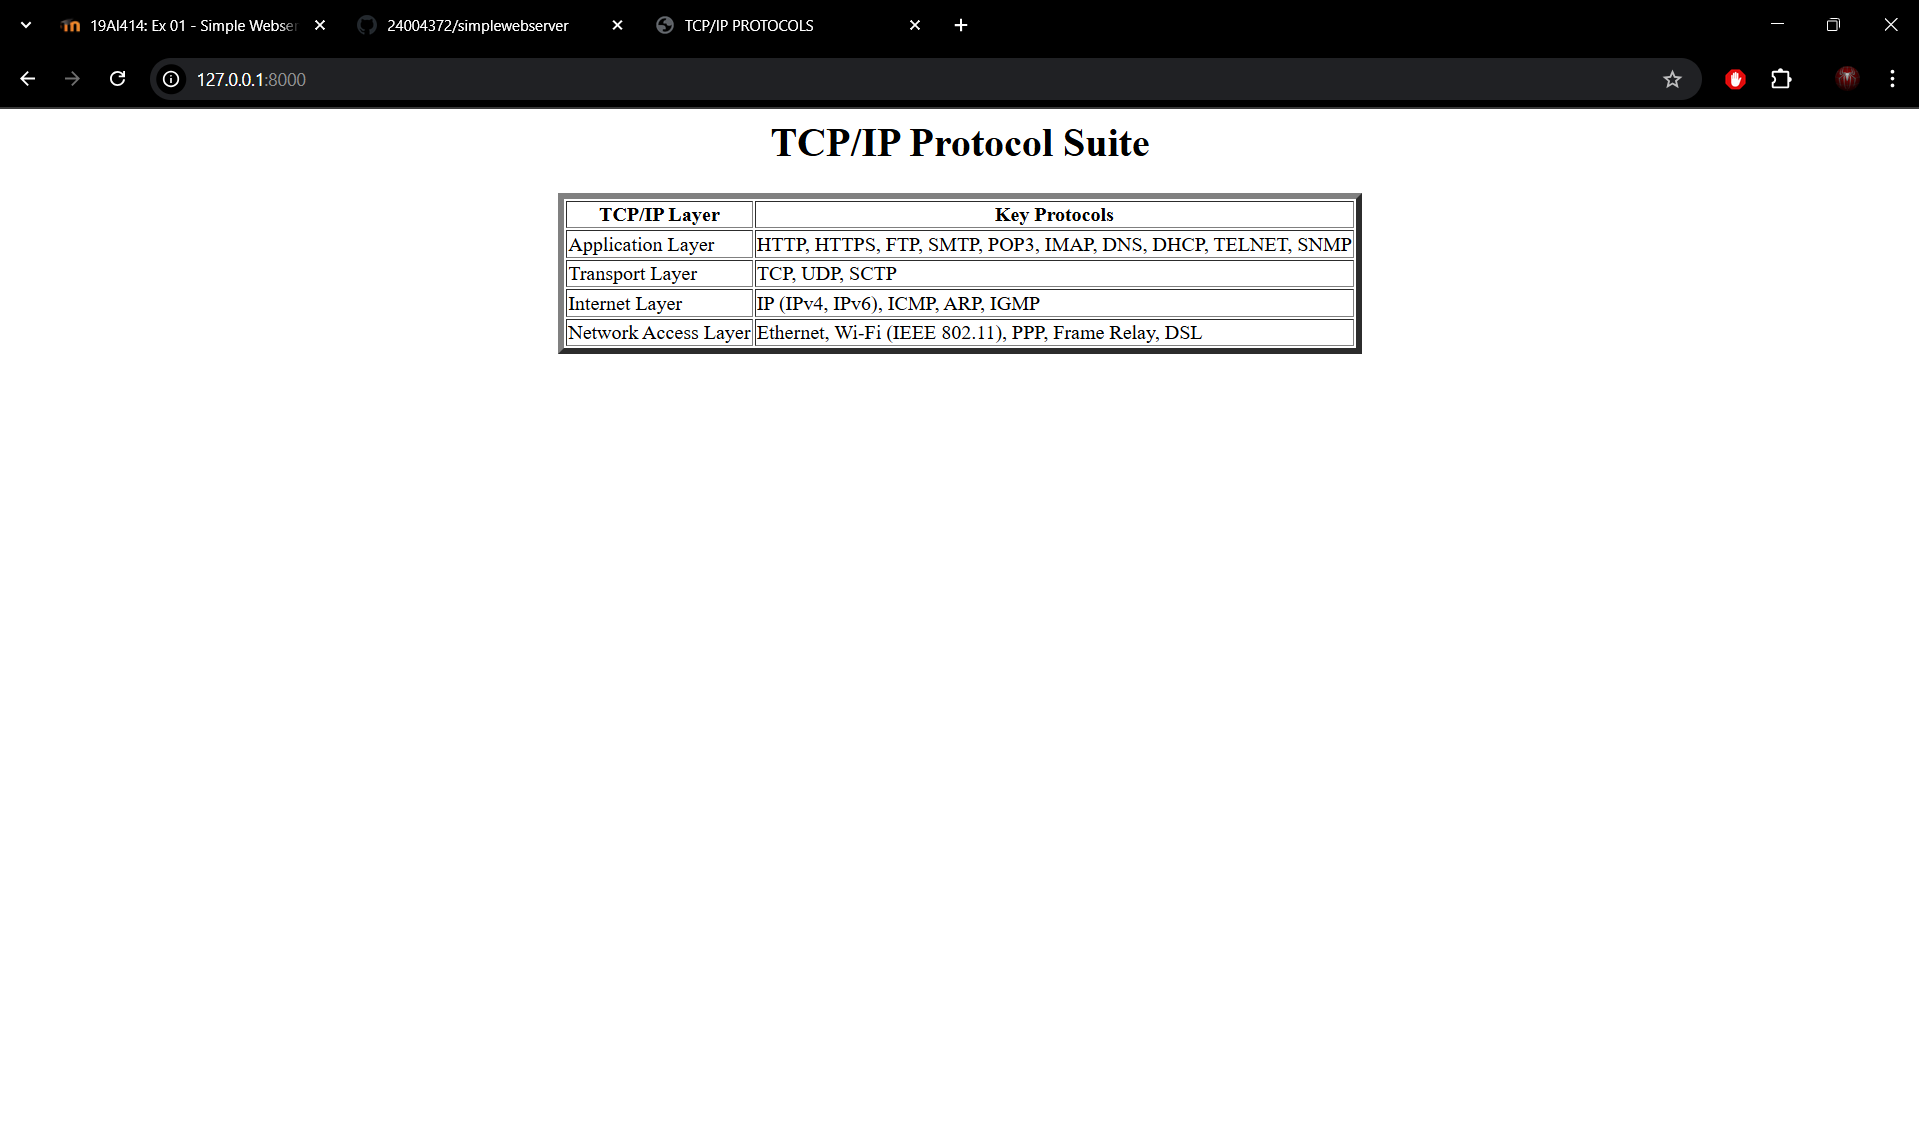 19AI414: Ex 01 - Simple Webser
24004372/simplewebserver
TCP/IP PROTOCOLS
127.0.0.1:8000
TCP/IP Protocol Suite
TCP/IP Layer Key Protocols
Application Layer HTTP, HTTPS, FTP, SMTP, POP3, IMAP, DNS, DHCP, TELNET, SNMP
Transport Layer TCP, UDP, SCTP
Internet Layer IP (IPv4, IPv6), ICMP, ARP, IGMP
Network Access Layer Ethernet, Wi-Fi (IEEE 802.11), PPP, Frame Relay, DSL